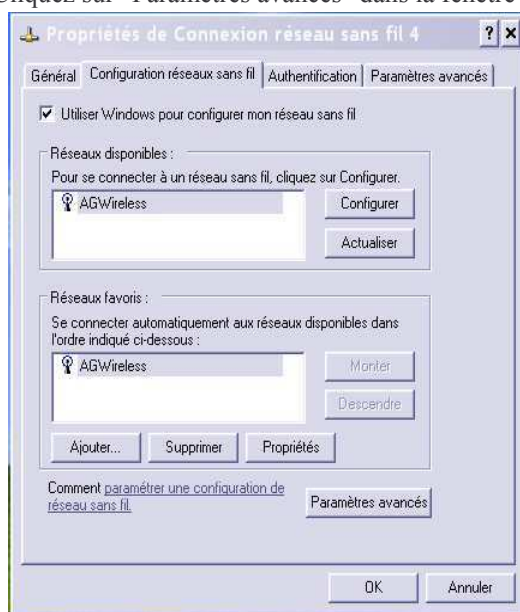 Cliquez sur "Paramètres avancés" dans la fenêtre
Propriétés de Connexion réseau sans fil 4
Général
Configuration réseaux sans fil
Authentification
Paramètres avancés
Utiliser Windows pour configurer mon réseau sans fil
Réseaux disponibles :
Pour se connecter à un réseau sans fil, cliquez sur Configurer.
AGWireless
Configurer
Actualiser
Réseaux favoris :
Se connecter automatiquement aux réseaux disponibles dans
l'ordre indiqué ci-dessous :
AGWireless
Monter
Descendre
Ajouter...
Supprimer
Propriétés
Comment paramétrer une configuration de
réseau sans fil.
Paramètres avancés
OK
Annuler